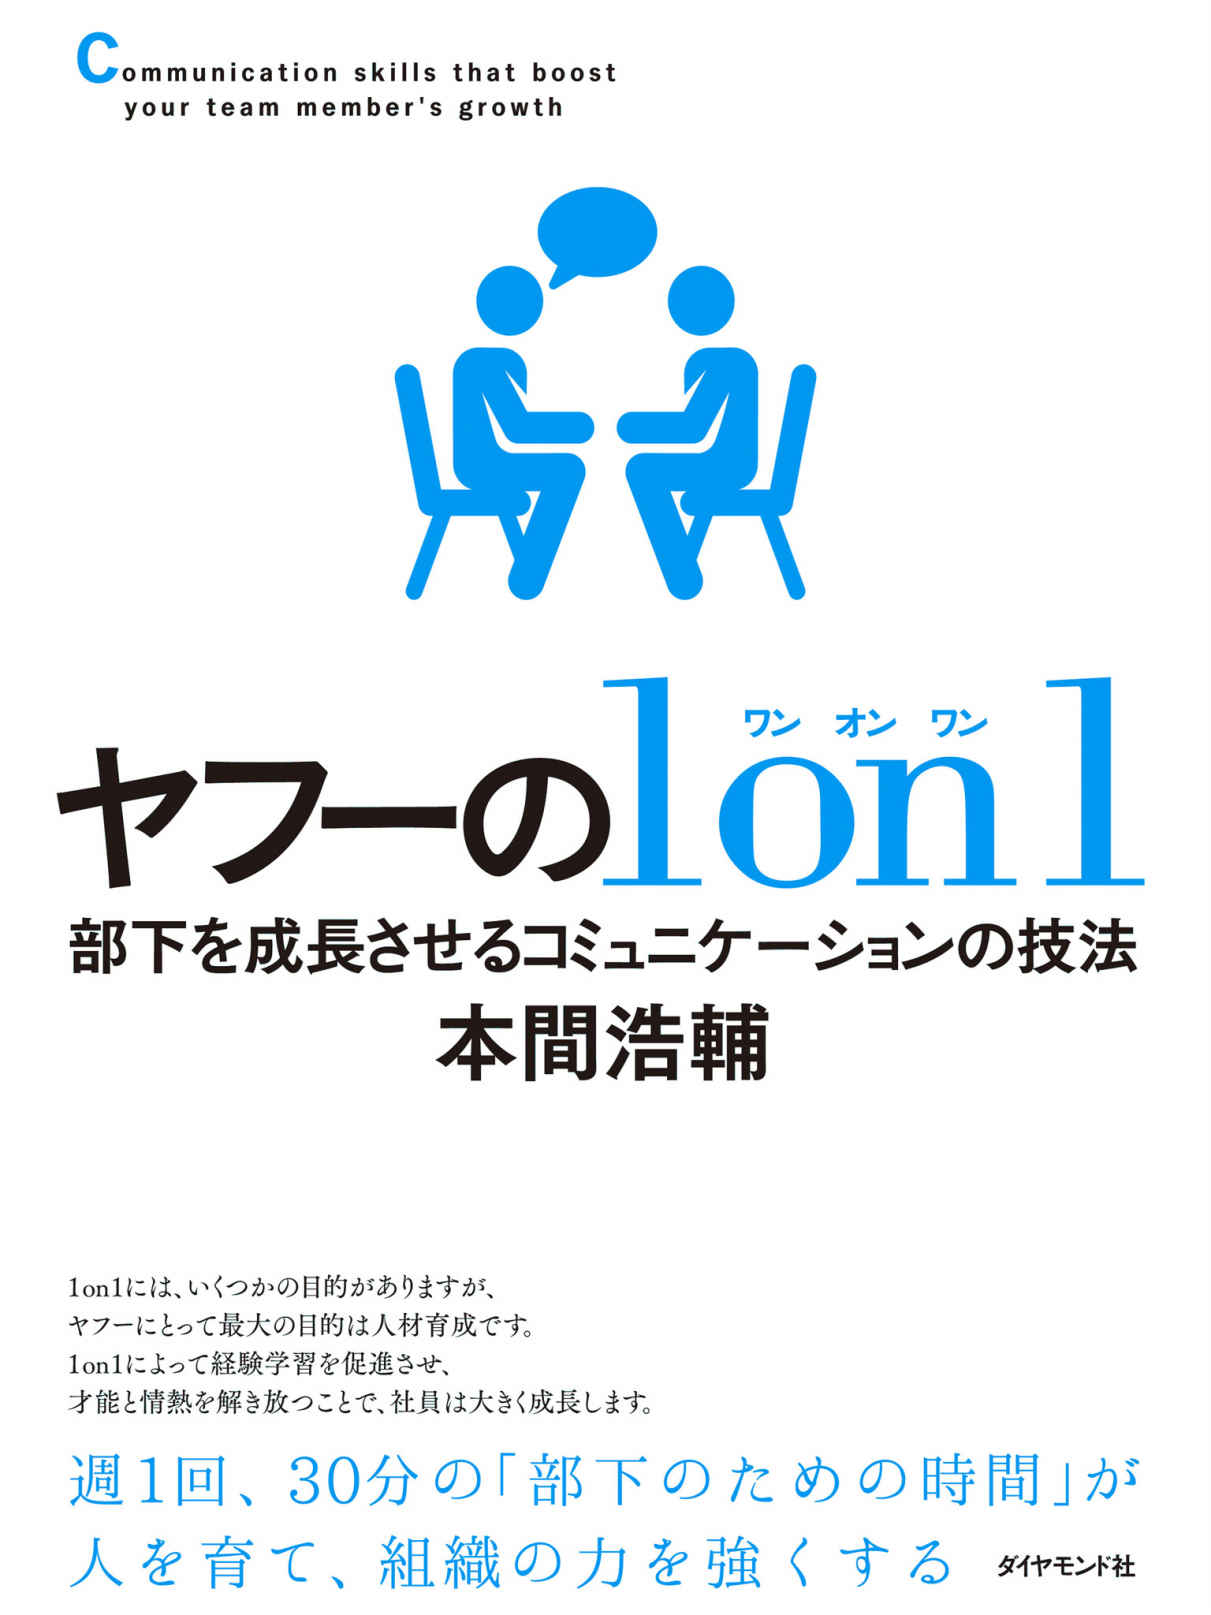 Communication skills that boost
your team member's growth
ワン オン ワン
ヤフーの1on1
部下を成長させるコミュニケーションの技法
本間浩輔
1on1には、いくつかの目的がありますが、
ヤフーにとって最大の目的は人材育成です。
1on1によって経験学習を促進させ、
才能と情熱を解き放つことで、社員は大きく成長します。
週1回、30分の「部下のための時間」が
人を育て、組織の力を強くする
ダイヤモンド社